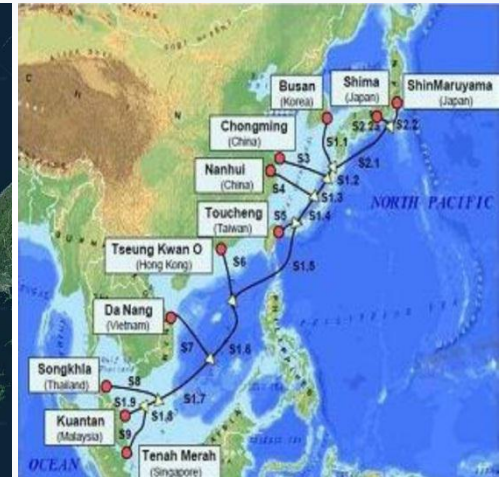 Busan
(Korea)
Shima
(Japan)
ShinMaruyama
(Japan)
Chongming
(China)
S2.2a
S2.2
S1.1
S3
S2.1
Nanhui
(China)
S4
S1.2
S1.3
NORTH PACIFIC
Toucheng
(Taiwan)
S5
S1.4
Tseung Kwan O
(Hong Kong)
S6
S1.5
Da Nang
(Vietnam)
S7
S1.6
Songkhla
(Thailand)
S8
S1.9
S1.7
Kuantan
(Malaysia)
S1.8
S9
Tenah Merah
(Singapore)
OCEAN